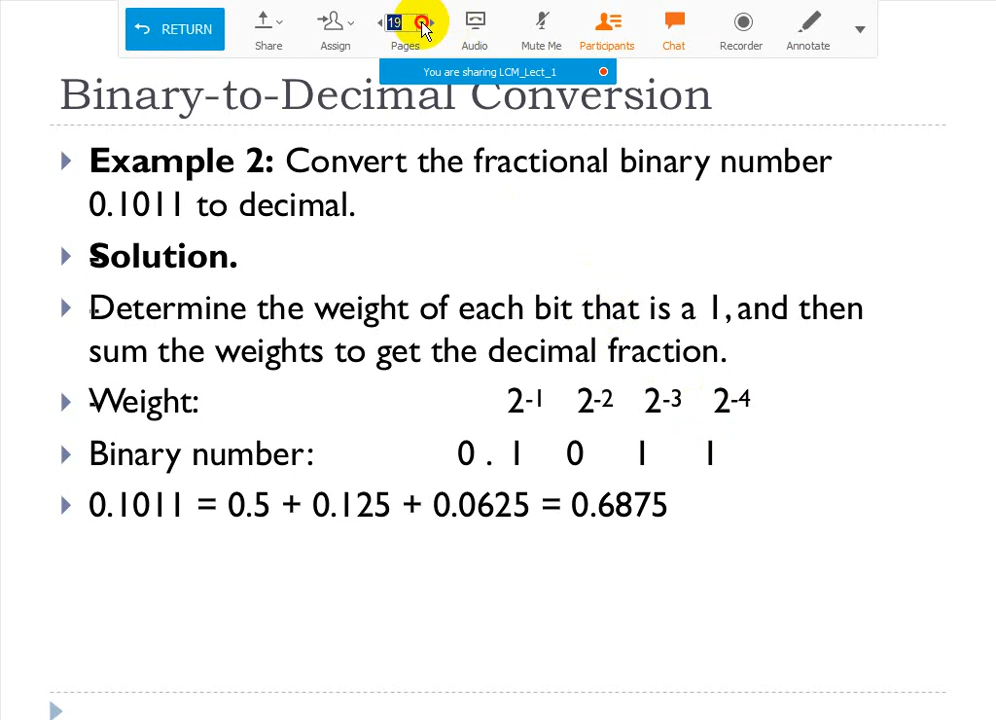 RETURN
Share
Assign
19
Pages
Audio
Mute Me
Participants
Chat
Recorder
Annotate
You are sharing LCM_Lect_1
Binary-to-Decimal Conversion
Example 2: Convert the fractional binary number
0.1011 to decimal.
Solution.
Determine the weight of each bit that is a 1, and then
sum the weights to get the decimal fraction.
Weight: 2-1 2-2 2-3 2-4
Binary number: 0 . 1 0 1 1
0.1011 = 0.5 + 0.125 + 0.0625 = 0.6875